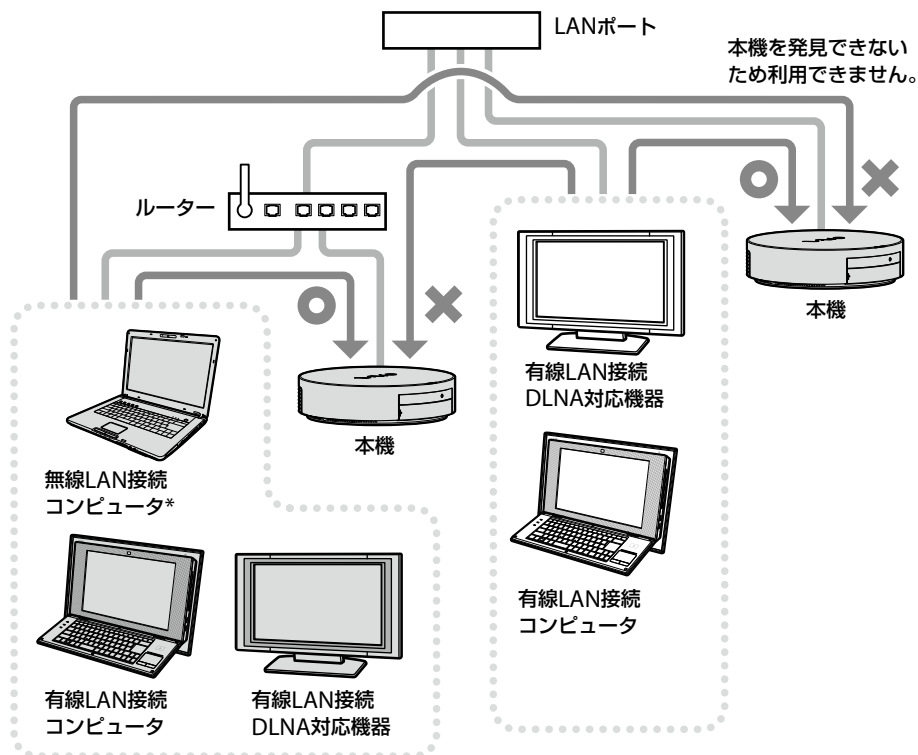 LANポート
本機を発見できない
ため利用できません。
ルーター
本機
本機
有線LAN接続
DLNA対応機器
無線LAN接続
コンピュータ*
有線LAN接続
コンピュータ
有線LAN接続
コンピュータ
有線LAN接続
DLNA対応機器